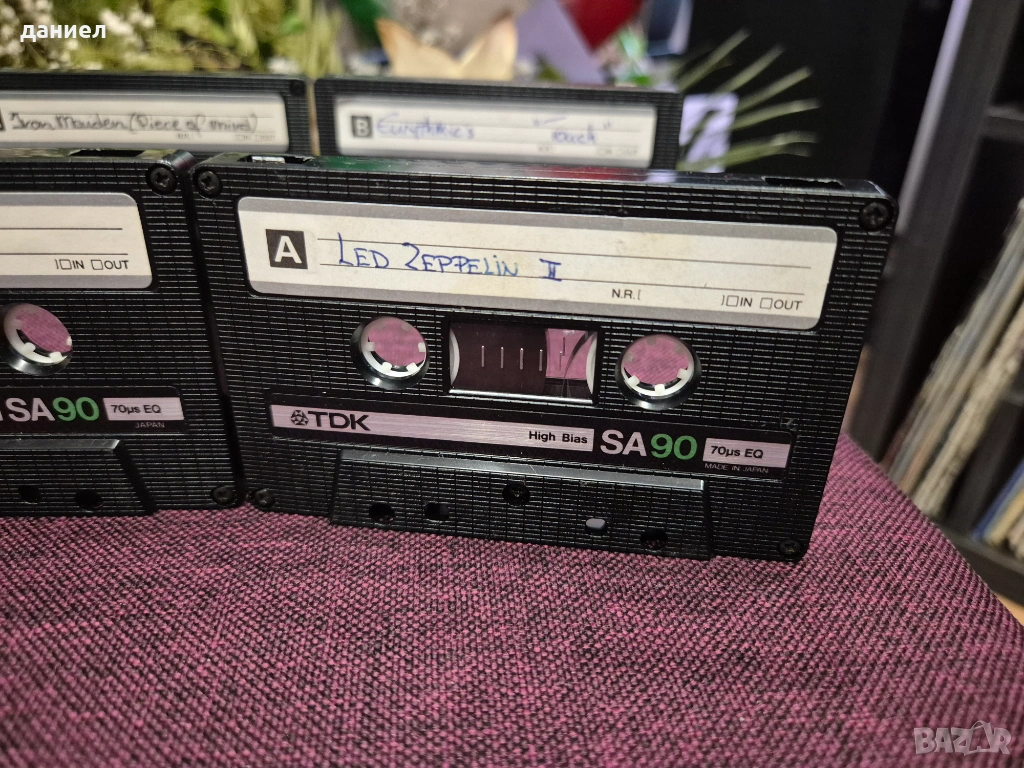 даниел
Iron Maiden (Piece of mind)
B Eurythmics "Touch"
A LED ZEPPELIN II
N.R.[ ]□IN □OUT
]□IN □OUT
TDK High Bias SA90 70µs EQ
MADE IN JAPAN
SA90 70µs EQ
JAPAN
BAZAR